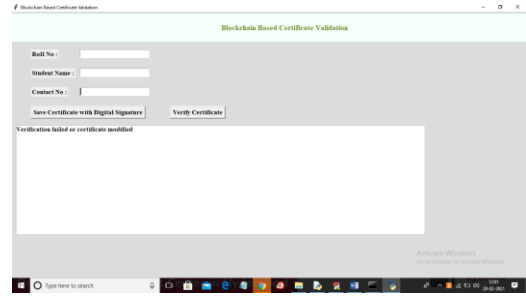 Blockchain Based Certificate Validation
Blockchain Based Certificate Validation
Roll No :
Student Name :
Contact No :
Save Certificate with Digital Signature Verify Certificate
Verification failed or certificate modified
Activate Windows
Go to Settings to activate Windows.
Type here to search